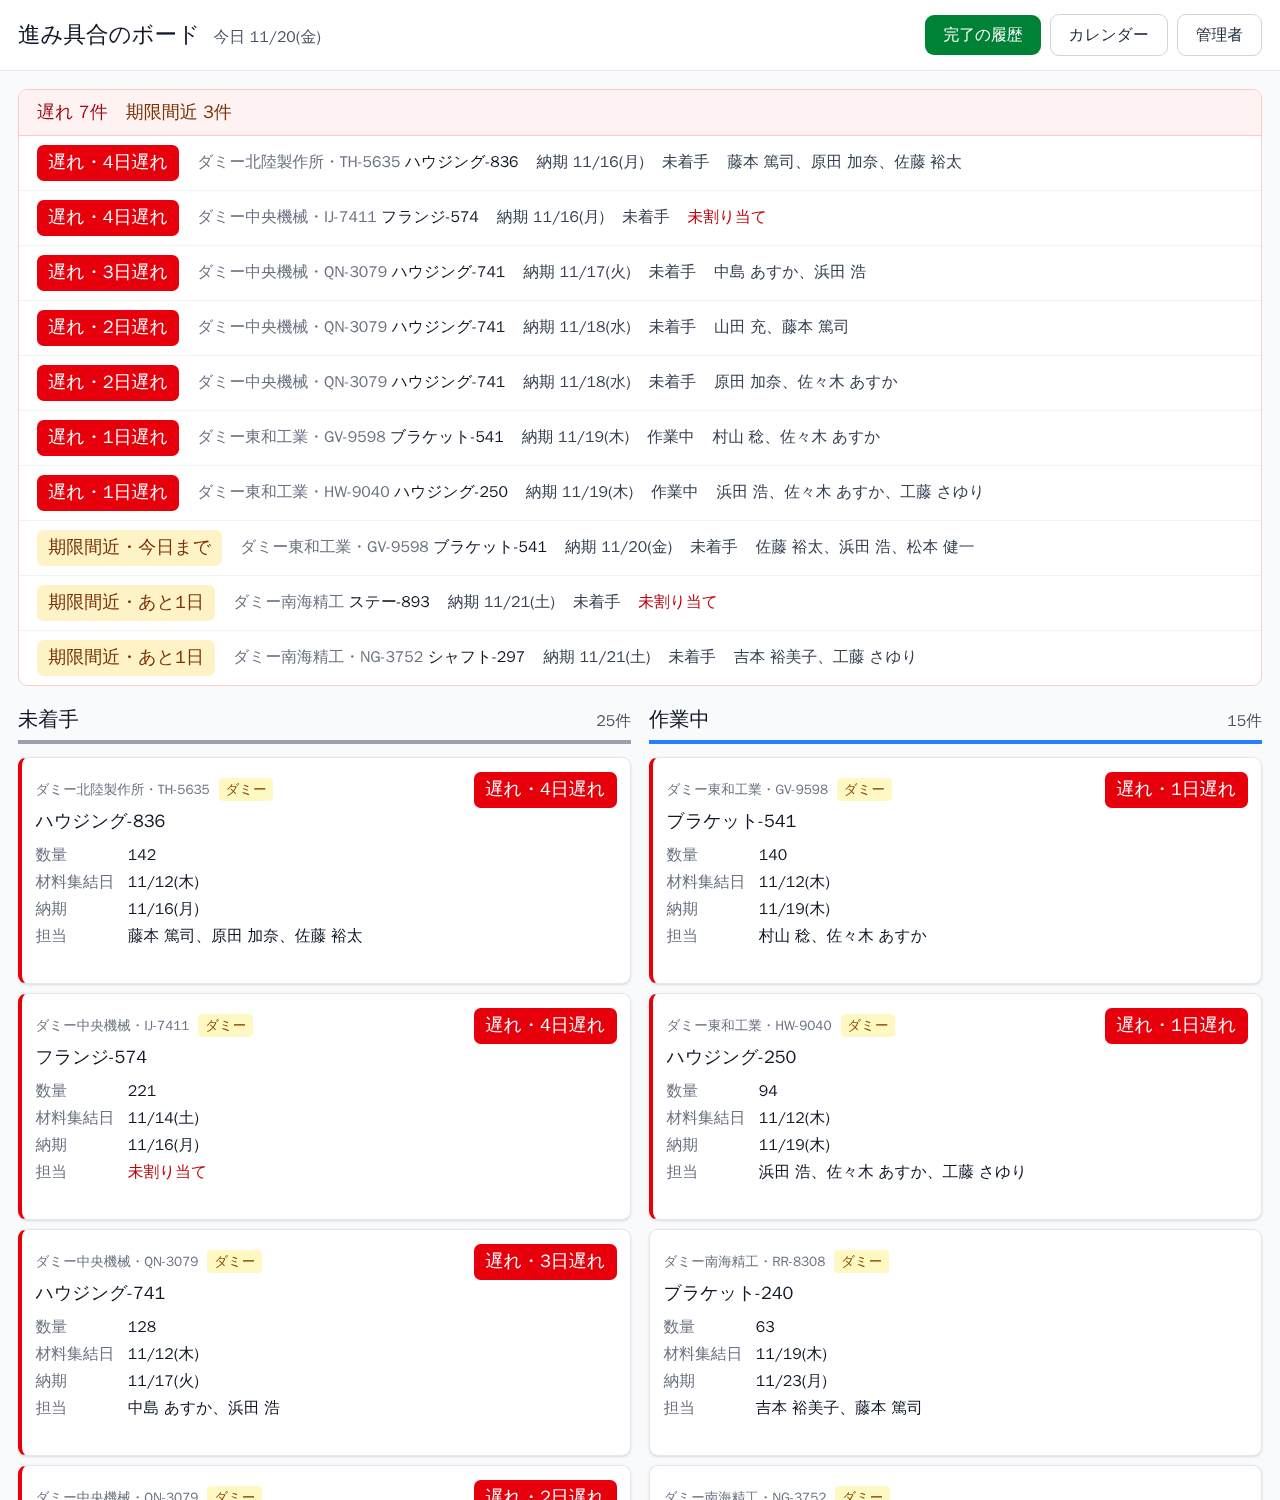 進み具合のボード 今日 11/20(金) 完了の履歴 カレンダー 管理者
遅れ 7件 期限間近 3件
遅れ・4日遅れ ダミー北陸製作所・TH-5635 ハウジング-836 納期 11/16(月) 未着手 藤本 篤司、原田 加奈、佐藤 裕太
遅れ・4日遅れ ダミー中央機械・IJ-7411 フランジ-574 納期 11/16(月) 未着手 未割り当て
遅れ・3日遅れ ダミー中央機械・QN-3079 ハウジング-741 納期 11/17(火) 未着手 中島 あすか、浜田 浩
遅れ・2日遅れ ダミー中央機械・QN-3079 ハウジング-741 納期 11/18(水) 未着手 山田 充、藤本 篤司
遅れ・2日遅れ ダミー中央機械・QN-3079 ハウジング-741 納期 11/18(水) 未着手 原田 加奈、佐々木 あすか
遅れ・1日遅れ ダミー東和工業・GV-9598 ブラケット-541 納期 11/19(木) 作業中 村山 稔、佐々木 あすか
遅れ・1日遅れ ダミー東和工業・HW-9040 ハウジング-250 納期 11/19(木) 作業中 浜田 浩、佐々木 あすか、工藤 さゆり
期限間近・今日まで ダミー東和工業・GV-9598 ブラケット-541 納期 11/20(金) 未着手 佐藤 裕太、浜田 浩、松本 健一
期限間近・あと1日 ダミー南海精工 ステー-893 納期 11/21(土) 未着手 未割り当て
期限間近・あと1日 ダミー南海精工・NG-3752 シャフト-297 納期 11/21(土) 未着手 吉本 裕美子、工藤 さゆり
未着手 25件
ダミー北陸製作所・TH-5635 ダミー 遅れ・4日遅れ
ハウジング-836
数量 142
材料集結日 11/12(木)
納期 11/16(月)
担当 藤本 篤司、原田 加奈、佐藤 裕太
ダミー中央機械・IJ-7411 ダミー 遅れ・4日遅れ
フランジ-574
数量 221
材料集結日 11/14(土)
納期 11/16(月)
担当 未割り当て
ダミー中央機械・QN-3079 ダミー 遅れ・3日遅れ
ハウジング-741
数量 128
材料集結日 11/12(木)
納期 11/17(火)
担当 中島 あすか、浜田 浩
ダミー中央機械・QN-3079 ダミー 遅れ・2日遅れ
作業中 15件
ダミー東和工業・GV-9598 ダミー 遅れ・1日遅れ
ブラケット-541
数量 140
材料集結日 11/12(木)
納期 11/19(木)
担当 村山 稔、佐々木 あすか
ダミー東和工業・HW-9040 ダミー 遅れ・1日遅れ
ハウジング-250
数量 94
材料集結日 11/12(木)
納期 11/19(木)
担当 浜田 浩、佐々木 あすか、工藤 さゆり
ダミー南海精工・RR-8308 ダミー
ブラケット-240
数量 63
材料集結日 11/19(木)
納期 11/23(月)
担当 吉本 裕美子、藤本 篤司
ダミー南海精工・NG-3752 ダミー